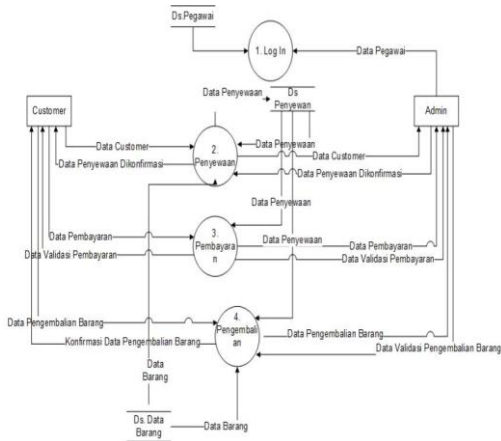 Ds.Pegawai
1. Log In
Data Pegawai
Customer
Data Penyewaan
Ds
Penyewan
Admin
Data Customer
2.
Penyewaan
Data Penyewaan
Data Customer
Data Penyewaan Dikonfirmasi
Data Penyewaan Dikonfirmasi
Data Penyewaan
Data Pembayaran
3.
Pembayara
n
Data Penyewaan
Data Pembayaran
Data Validasi Pembayaran
Data Validasi Pembayaran
4.
Pengembal
ian
Data Pengembalian Barang
Data Pengembalian Barang
Konfirmasi Data Pengembalian Barang
Data Validasi Pengembalian Barang
Data
Barang
Ds. Data
Barang
Data Barang